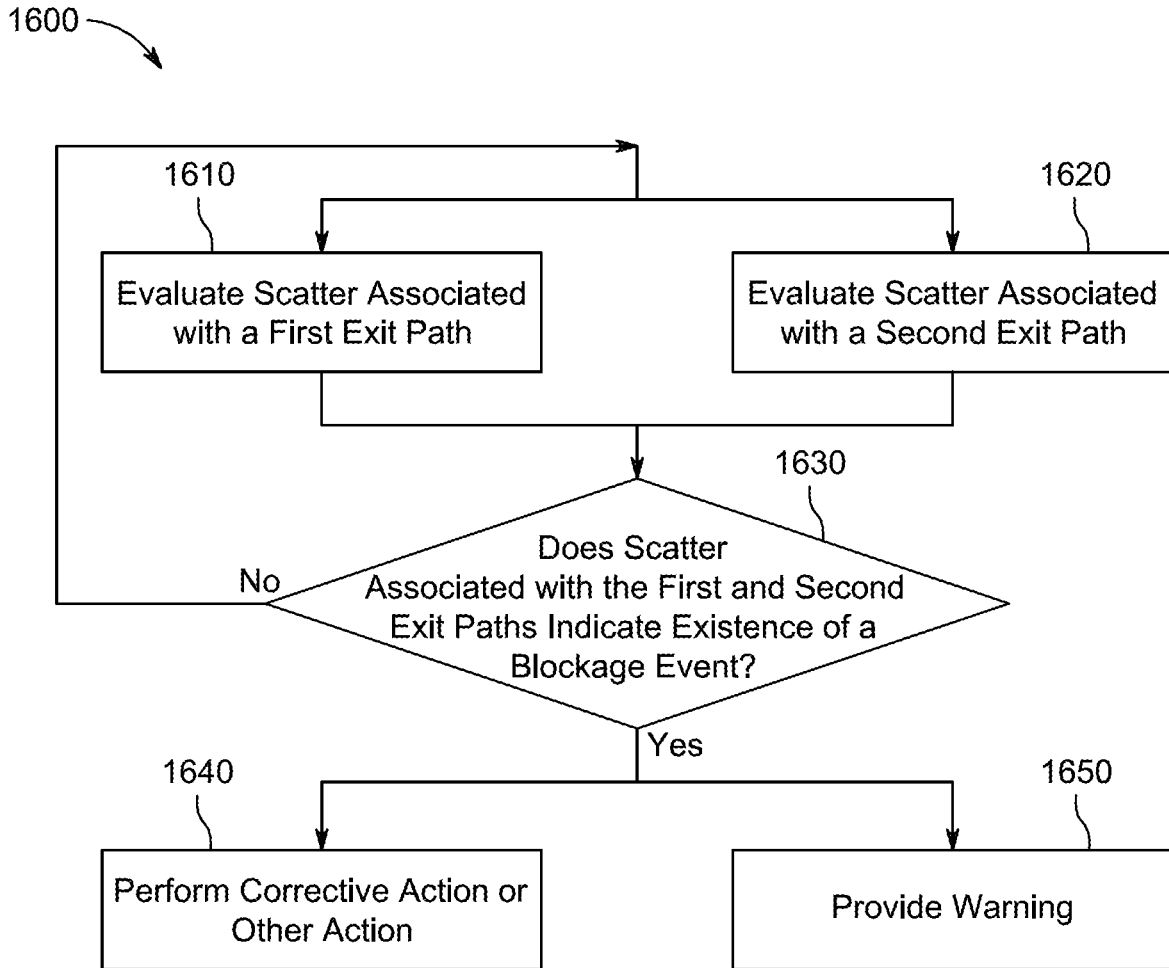 1600
1610
1620
Evaluate Scatter Associated
with a First Exit Path
Evaluate Scatter Associated
with a Second Exit Path
1630
Does Scatter
Associated with the First and Second
Exit Paths Indicate Existence of a
Blockage Event?
No
Yes
1640
1650
Perform Corrective Action or
Other Action
Provide Warning